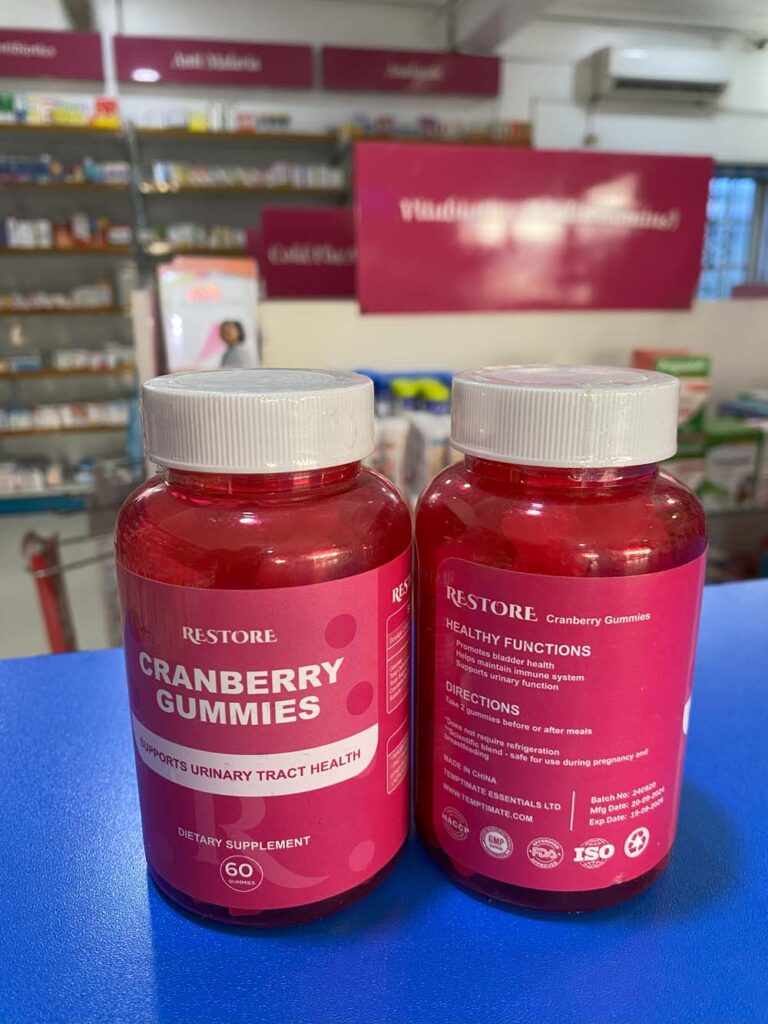 Anti Malaria
Cold Flu
RESTORE
CRANBERRY
GUMMIES
SUPPORTS URINARY TRACT HEALTH
DIETARY SUPPLEMENT
60
GUMMIES
RESTORE Cranberry Gummies
HEALTHY FUNCTIONS
Promotes bladder health
Helps maintain immune system
Supports urinary function
DIRECTIONS
Take 2 gummies before or after meals
*Does not require refrigeration
*Scientific blend - safe for use during pregnancy and
breastfeeding
MADE IN CHINA
TEMPTIMATE ESSENTIALS LTD
WWW.TEMPTIMATE.COM
Batch No: 240920
Mfg Date: 20-09-2024
Exp Date: 19-09-2026
HACCP
GMP
FDA
ISO